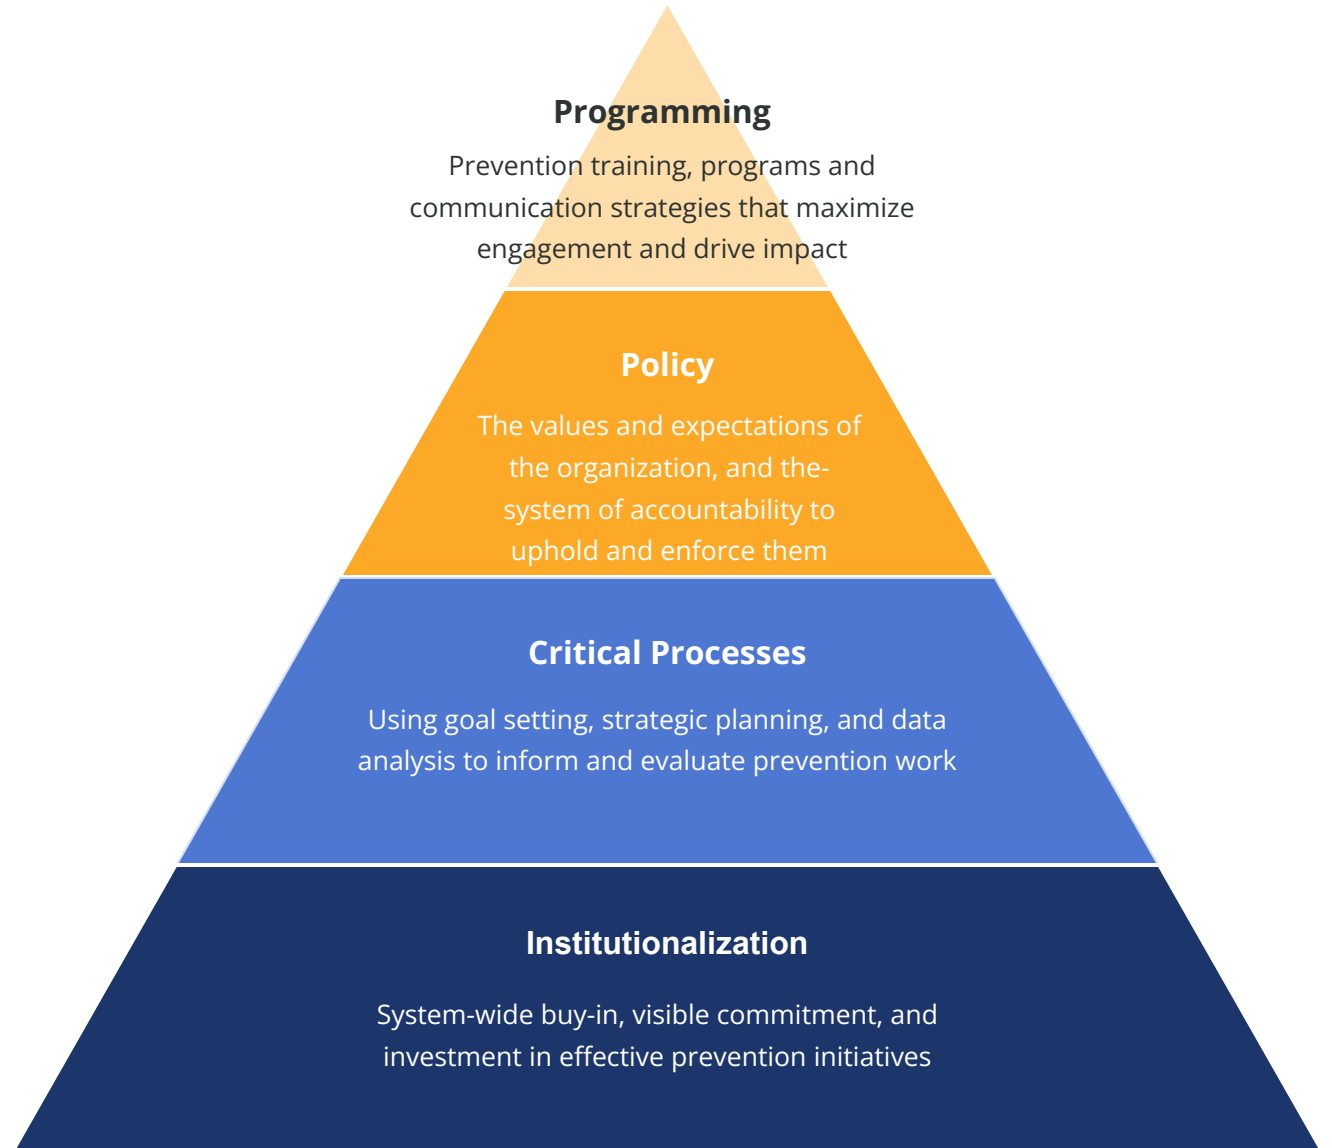 Programming
Prevention training, programs and
communication strategies that maximize
engagement and drive impact
Policy
The values and expectations of
the organization, and the-
system of accountability to
uphold and enforce them
Critical Processes
Using goal setting, strategic planning, and data
analysis to inform and evaluate prevention work
Institutionalization
System-wide buy-in, visible commitment, and
investment in effective prevention initiatives